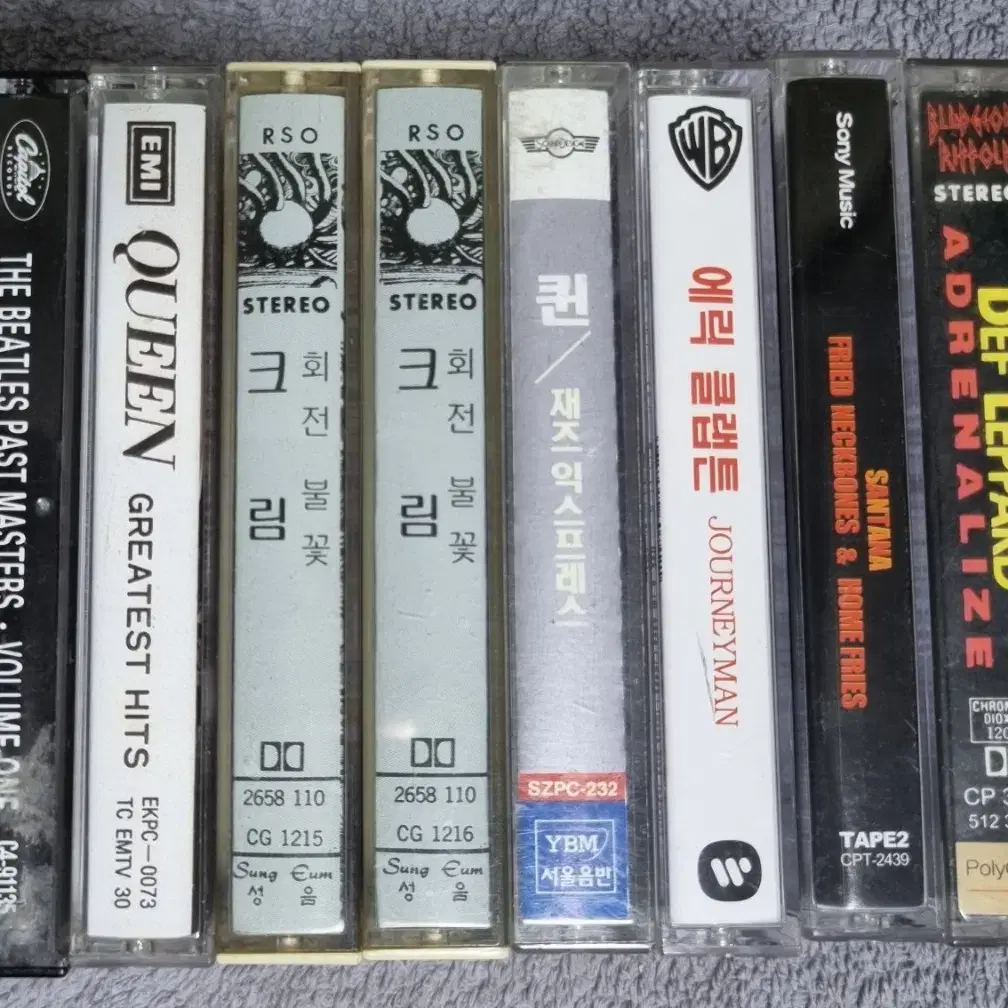 Capitol
RECORDS
THE BEATLES PAST MASTERS · VOLUME ONE
EMI
QUEEN
GREATEST HITS
EKPC-0073
TC EMTV 30
RSO
STEREO
크림
회전 불꽃
2658 110
CG 1215
Sung Eum
성 음
RSO
STEREO
크림
회전 불꽃
2658 110
CG 1216
Sung Eum
성 음
퀸/재즈 익스프레스
SZPC-232
YBM
서울음반
WB
에릭 클랩튼
JOURNEYMAN
Sony Music
SANTANA
FRIED NECKBONES & HOME FRIES
TAPE2
CPT-2439
STEREO
DEF LEPPARD
ADRENALIZE